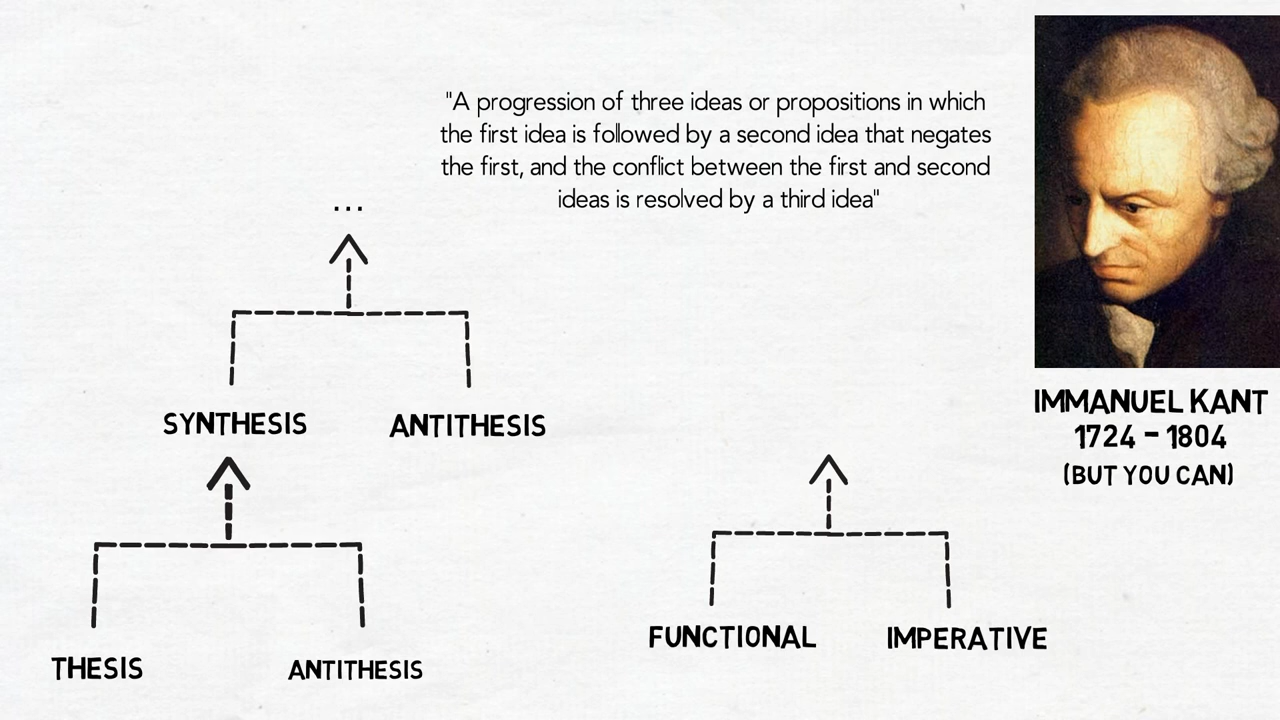 "A progression of three ideas or propositions in which
the first idea is followed by a second idea that negates
the first, and the conflict between the first and second
ideas is resolved by a third idea"
...
SYNTHESIS
ANTITHESIS
THESIS
ANTITHESIS
FUNCTIONAL
IMPERATIVE
IMMANUEL KANT
1724 - 1804
(BUT YOU CAN)